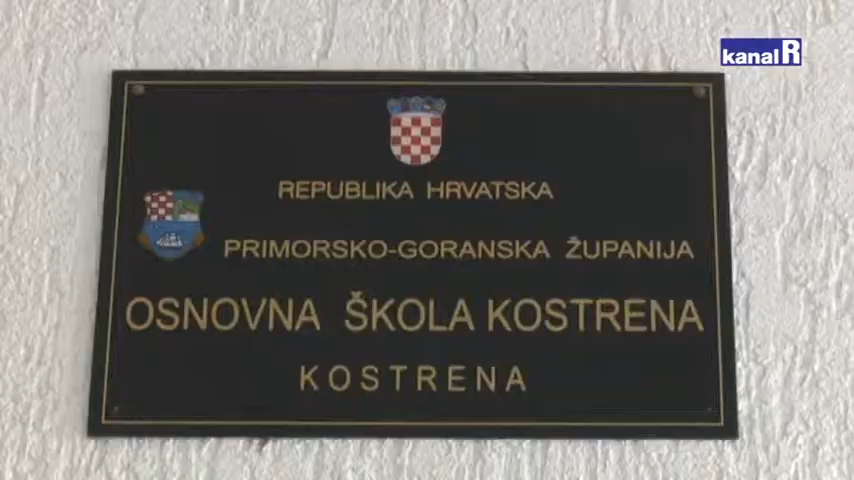 kanal R
REPUBLIKA HRVATSKA
PRIMORSKO-GORANSKA ŽUPANIJA
OSNOVNA ŠKOLA KOSTRENA
KOSTRENA